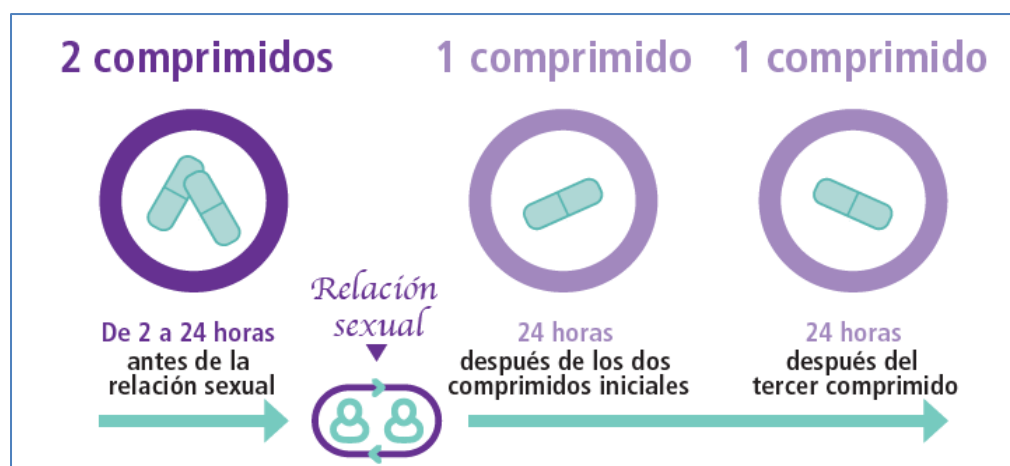 2 comprimidos
1 comprimido
1 comprimido
Relación
sexual
De 2 a 24 horas
antes de la
relación sexual
24 horas
después de los dos
comprimidos iniciales
24 horas
después del
tercer comprimido